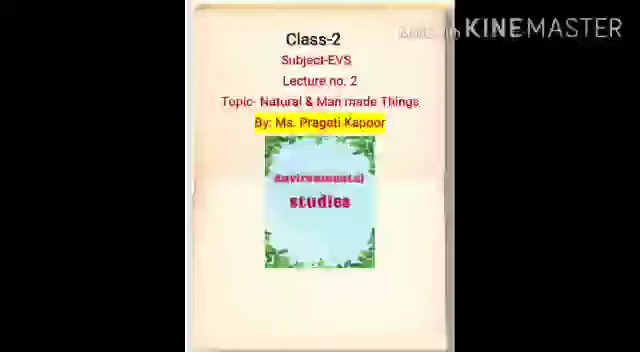 Class-2
Subject-EVS
Lecture no. 2
Topic- Natural & Man made Things
By: Ms. Pragati Kapoor
Environmental
studies
KINEMASTER